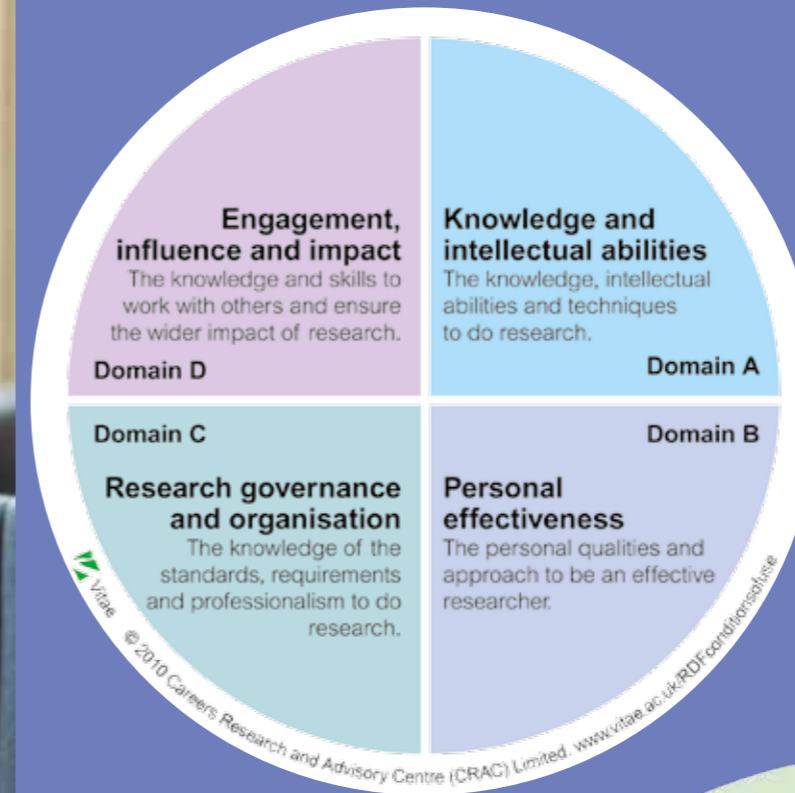 Engagement,
influence and impact
The knowledge and skills to
work with others and ensure
the wider impact of research.
Domain D
Knowledge and
intellectual abilities
The knowledge, intellectual
abilities and techniques
to do research.
Domain A
Domain C
Research governance
and organisation
The knowledge of the
standards, requirements
and professionalism to do
research.
Domain B
Personal
effectiveness
The personal qualities and
approach to be an effective
researcher.
Vitae © 2010 Careers Research and Advisory Centre (CRAC) Limited. www.vitae.ac.uk/RDFconditionsofuse